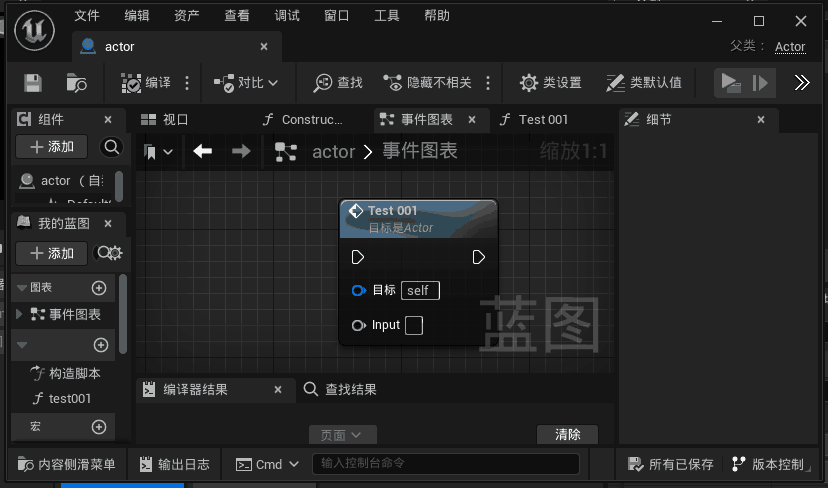 文件 编辑 资产 查看 调试 窗口 工具 帮助
actor
父类： Actor
编译 对比 查找 隐藏不相关 类设置 类默认值
组件 视口 Construc... 事件图表 Test 001 细节
添加
actor > 事件图表 缩放1:1
actor （自
我的蓝图
添加
图表
事件图表
构造脚本
test001
宏
Test 001
目标是Actor
目标 self
Input
蓝图
编译器结果 查找结果
页面 清除
内容侧滑菜单 输出日志 Cmd 输入控制台命令 所有已保存 版本控制